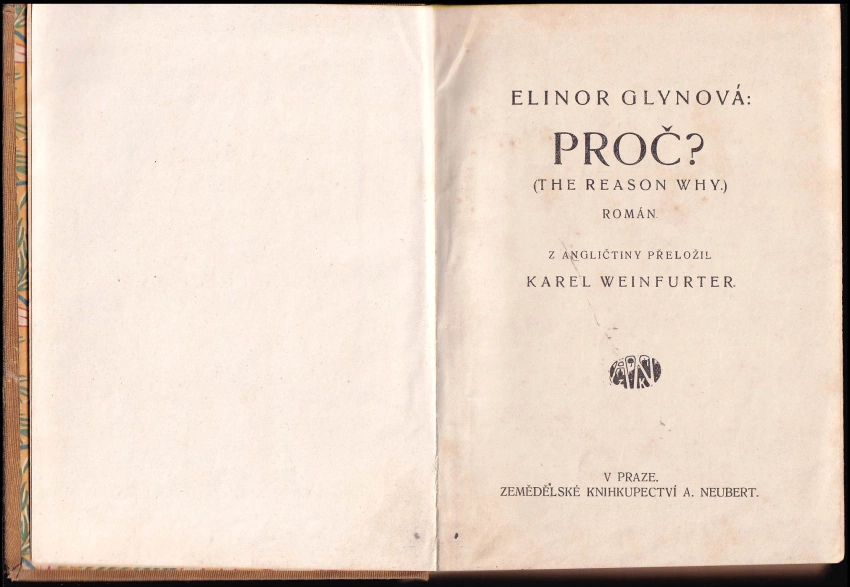 ELINOR GLYNOVÁ:
PROČ?
(THE REASON WHY.)
ROMÁN.
Z ANGLIČTINY PŘELOŽIL
KAREL WEINFURTER.
V PRAZE.
ZEMĚDĚLSKÉ KNIHKUPECTVÍ A. NEUBERT.